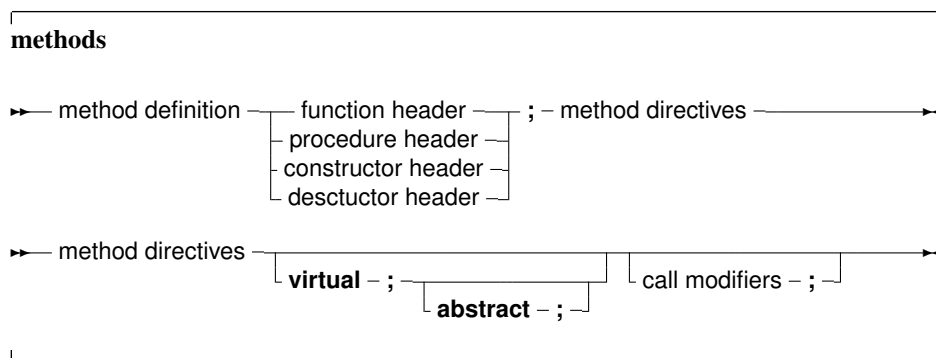 methods
method definition function header ; method directives
procedure header
constructor header
desctuctor header
method directives
virtual ; call modifiers ;
abstract ;